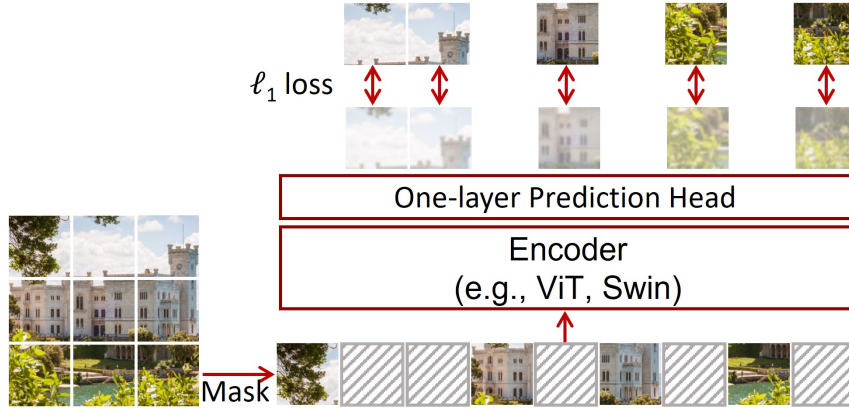 ℓ₁ loss
One-layer Prediction Head
Encoder
(e.g., ViT, Swin)
Mask